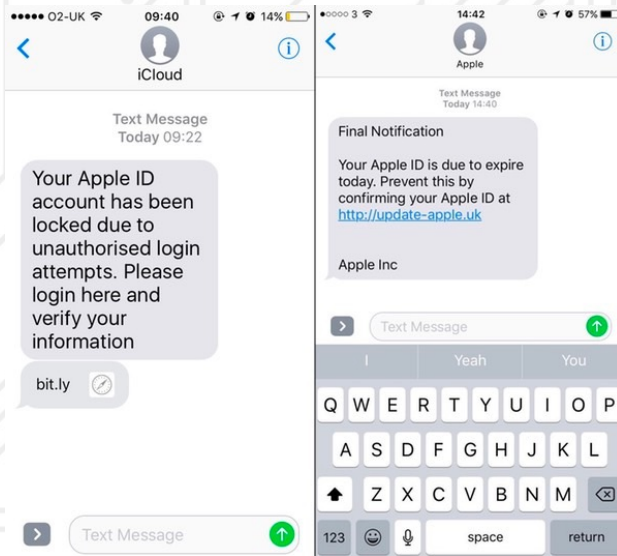 O2-UK 09:40 14%
iCloud
Text Message
Today 09:22
Your Apple ID
account has been
locked due to
unauthorised login
attempts. Please
login here and
verify your
information
bit.ly
Text Message
3 14:42 57%
Apple
Text Message
Today 14:40
Final Notification
Your Apple ID is due to expire
today. Prevent this by
confirming your Apple ID at
http://update-apple.uk
Apple Inc
Text Message
I Yeah You
Q W E R T Y U I O P
A S D F G H J K L
Z X C V B N M
123 space return